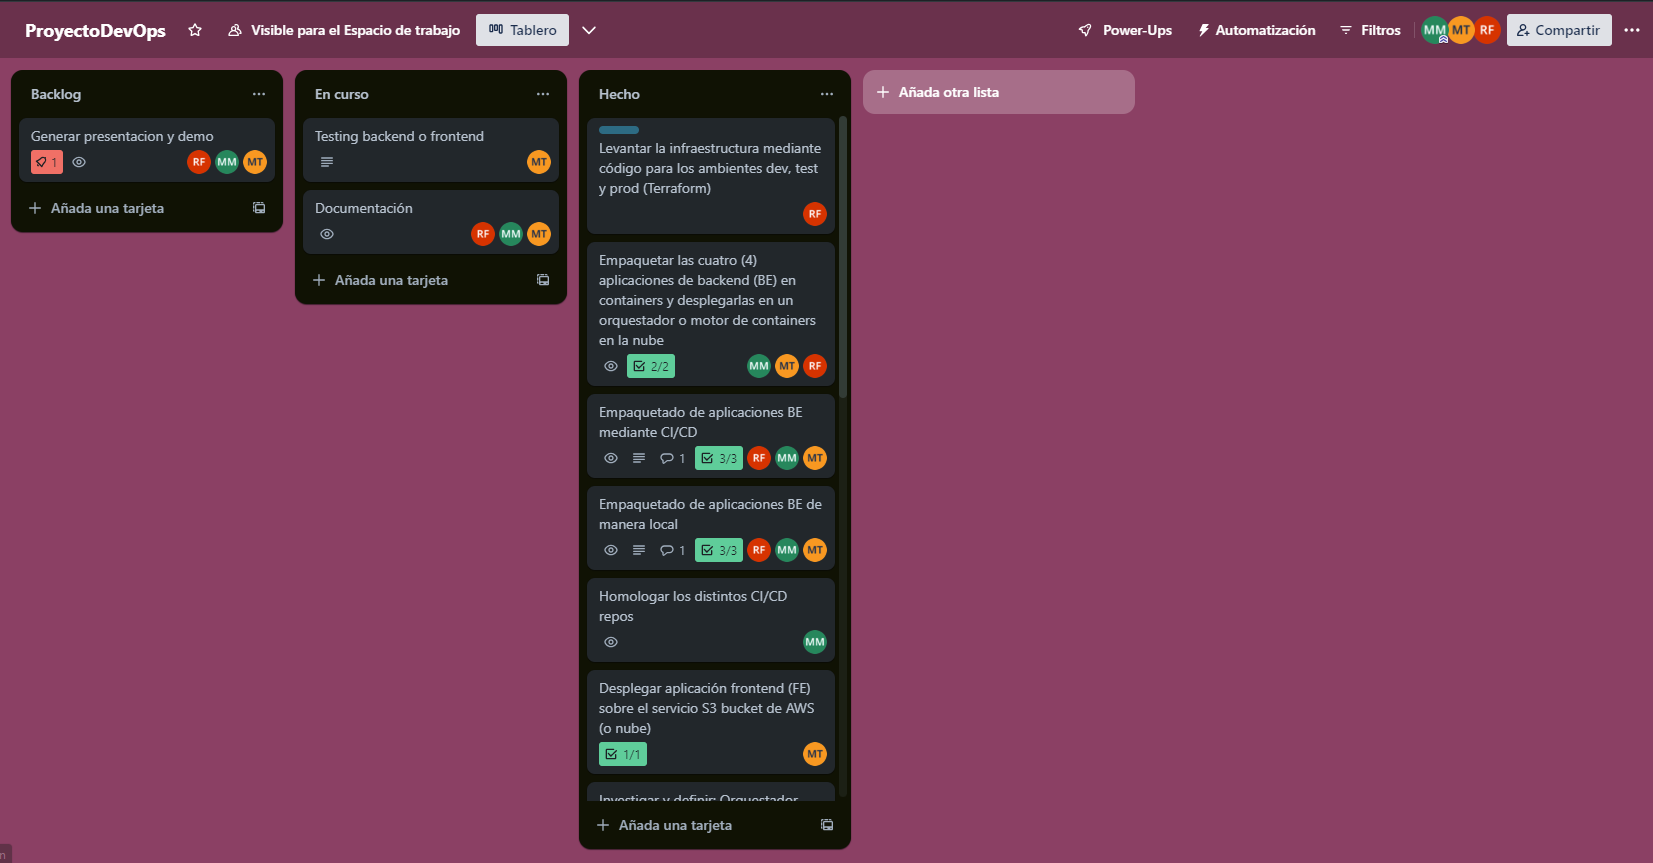 ProyectoDevOps
Visible para el Espacio de trabajo
Tablero
Power-Ups
Automatización
Filtros
MM MT RF
Compartir
Backlog
Generar presentacion y demo
1
RF MM MT
Añada una tarjeta
En curso
Testing backend o frontend
MT
Documentación
RF MM MT
Añada una tarjeta
Hecho
Levantar la infraestructura mediante
código para los ambientes dev, test
y prod (Terraform)
RF
Empaquetar las cuatro (4)
aplicaciones de backend (BE) en
containers y desplegarlas en un
orquestador o motor de containers
en la nube
2/2 MM MT RF
Empaquetado de aplicaciones BE
mediante CI/CD
1 3/3 RF MM MT
Empaquetado de aplicaciones BE de
manera local
1 3/3 RF MM MT
Homologar los distintos CI/CD
repos
MM
Desplegar aplicación frontend (FE)
sobre el servicio S3 bucket de AWS
(o nube)
1/1 MT
Investigar y definir: Orquestador
Añada una tarjeta
Añada otra lista